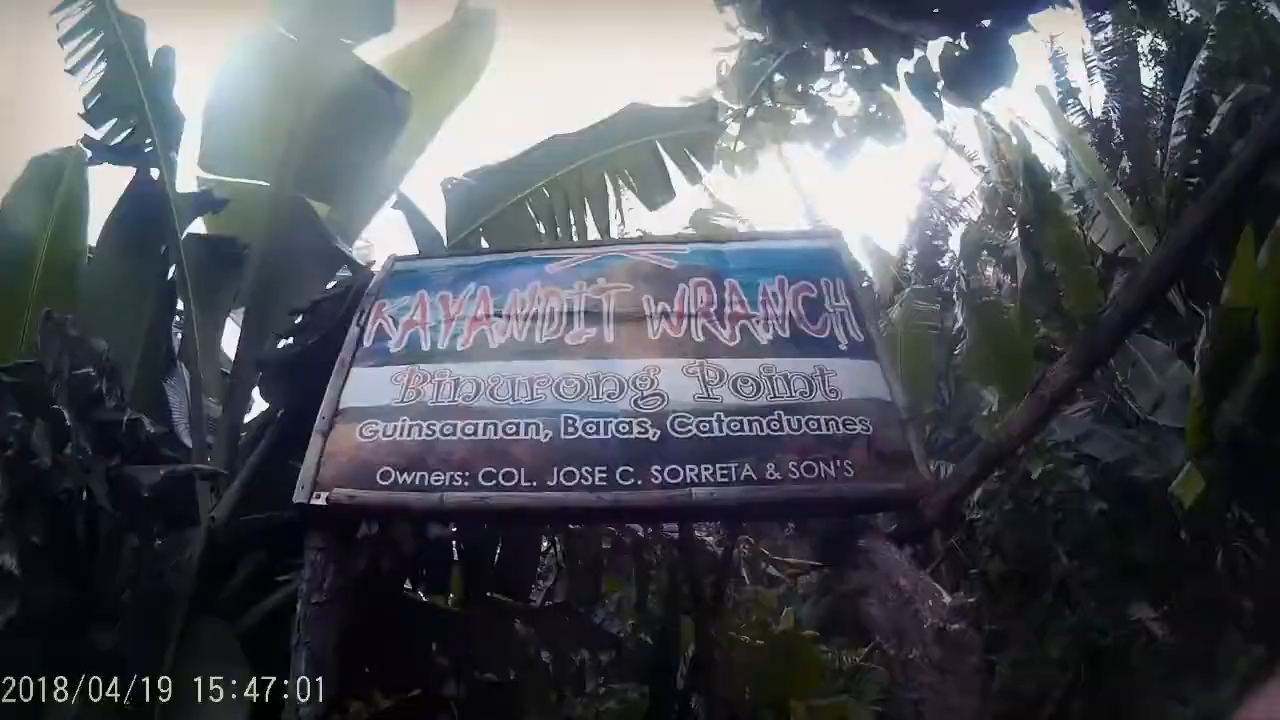 KAYANDIT WRANCH
Binurong Point
Guinsaanan, Baras, Catanduanes
Owners: COL. JOSE C. SORRETA & SON'S
2018/04/19 15:47:01